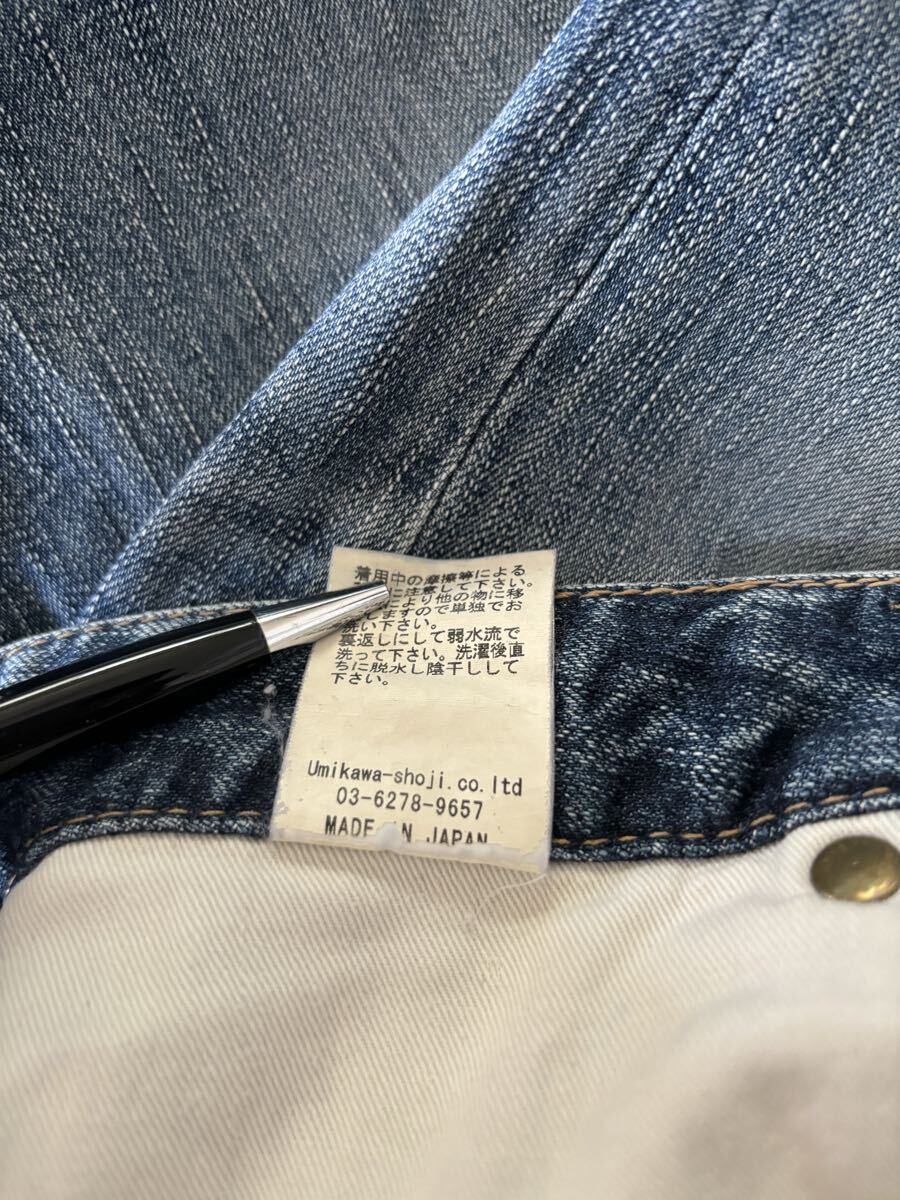 着用中の摩擦等による
に注意して下さい。
により他の物に移
ますので単独でお
洗い下さい。
裏返しにして弱水流で
洗って下さい。洗濯後直
ちに脱水し陰干しして
下さい。
Umikawa-shoji.co.ltd
03-6278-9657
MADE IN JAPAN